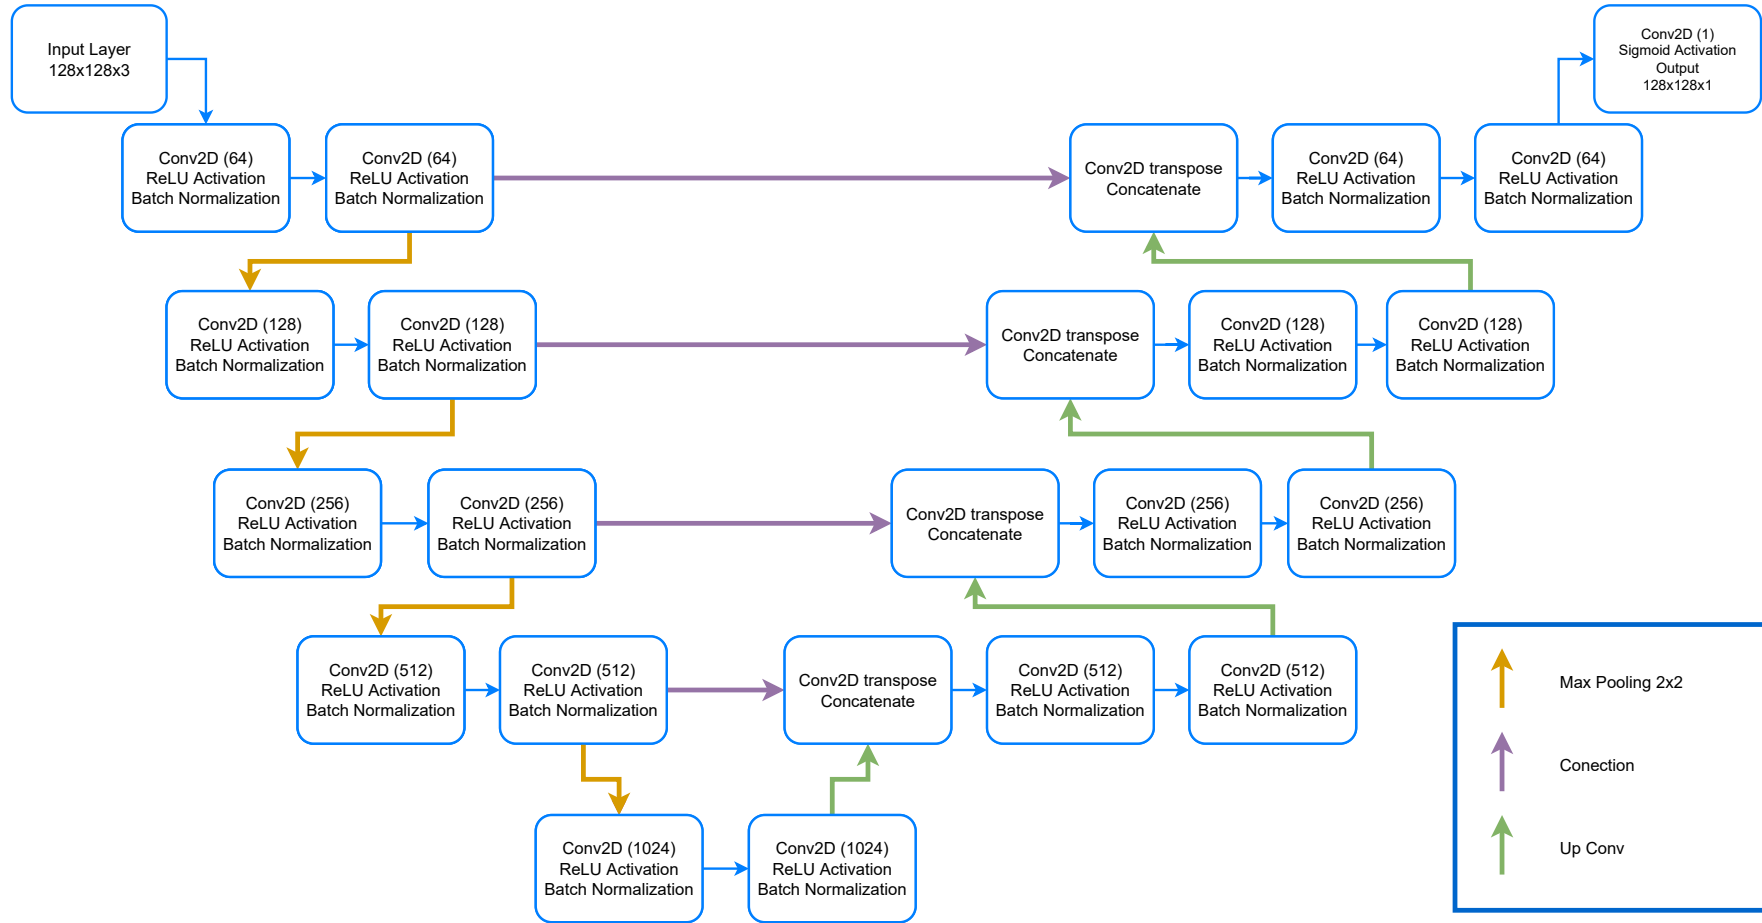 Input Layer
128x128x3
Conv2D (1)
Sigmoid Activation
Output
128x128x1
Conv2D (64)
ReLU Activation
Batch Normalization
Conv2D (64)
ReLU Activation
Batch Normalization
Conv2D transpose
Concatenate
Conv2D (64)
ReLU Activation
Batch Normalization
Conv2D (64)
ReLU Activation
Batch Normalization
Conv2D (128)
ReLU Activation
Batch Normalization
Conv2D (128)
ReLU Activation
Batch Normalization
Conv2D transpose
Concatenate
Conv2D (128)
ReLU Activation
Batch Normalization
Conv2D (128)
ReLU Activation
Batch Normalization
Conv2D (256)
ReLU Activation
Batch Normalization
Conv2D (256)
ReLU Activation
Batch Normalization
Conv2D transpose
Concatenate
Conv2D (256)
ReLU Activation
Batch Normalization
Conv2D (256)
ReLU Activation
Batch Normalization
Conv2D (512)
ReLU Activation
Batch Normalization
Conv2D (512)
ReLU Activation
Batch Normalization
Conv2D transpose
Concatenate
Conv2D (512)
ReLU Activation
Batch Normalization
Conv2D (512)
ReLU Activation
Batch Normalization
Conv2D (1024)
ReLU Activation
Batch Normalization
Conv2D (1024)
ReLU Activation
Batch Normalization
Max Pooling 2x2
Conection
Up Conv